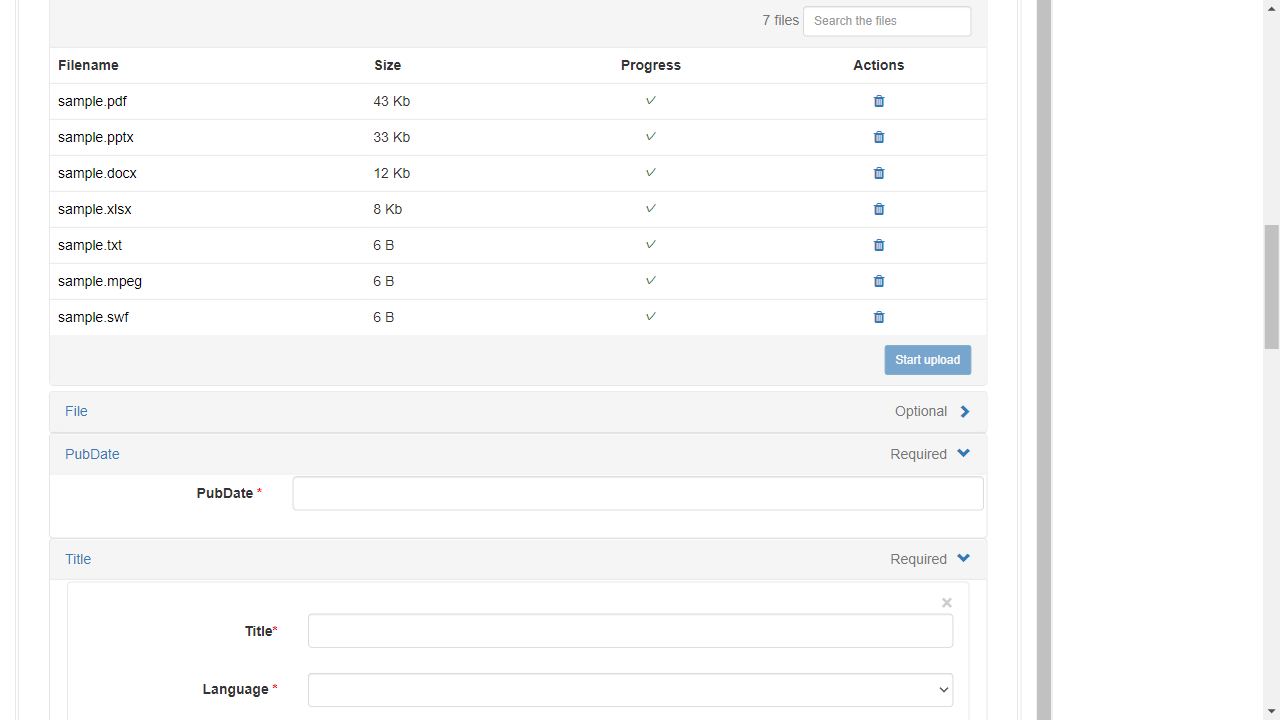 7 files Search the files
Filename Size Progress Actions
sample.pdf 43 Kb
sample.pptx 33 Kb
sample.docx 12 Kb
sample.xlsx 8 Kb
sample.txt 6 B
sample.mpeg 6 B
sample.swf 6 B
Start upload
File Optional
PubDate Required
PubDate *
Title Required
Title*
Language *